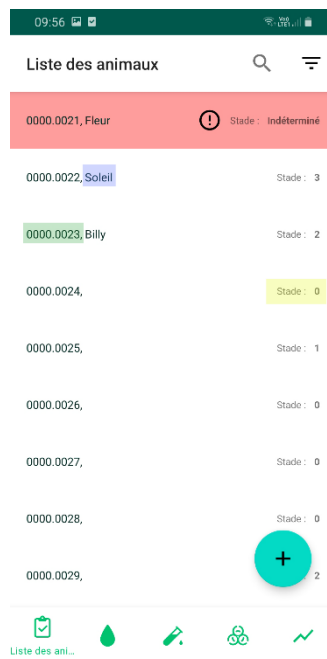 09:56
Liste des animaux
0000.0021, Fleur Stade : Indéterminé
0000.0022, Soleil Stade : 3
0000.0023, Billy Stade : 2
0000.0024, Stade : 0
0000.0025, Stade : 1
0000.0026, Stade : 0
0000.0027, Stade : 0
0000.0028, Stade : 0
0000.0029, 2
Liste des ani...